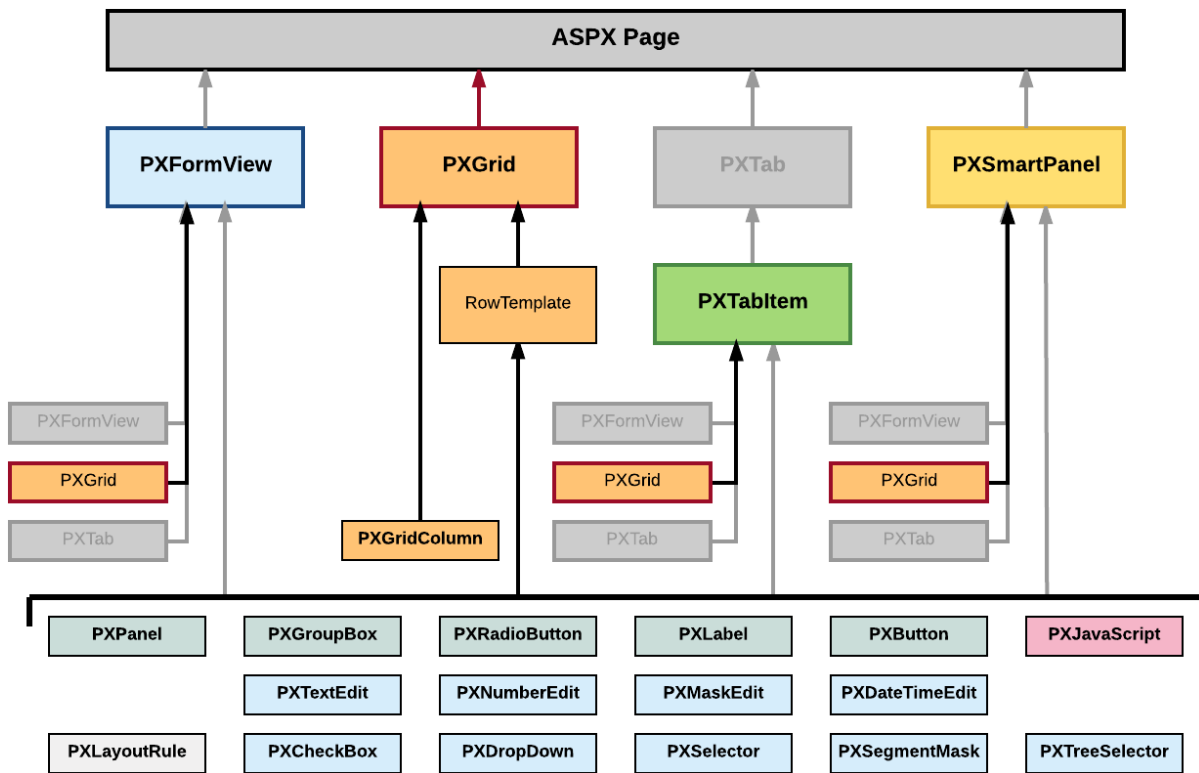 ASPX Page
PXFormView
PXGrid
PXTab
PXSmartPanel
RowTemplate
PXTabItem
PXFormView
PXFormView
PXFormView
PXGrid
PXGrid
PXGrid
PXTab
PXGridColumn
PXTab
PXTab
PXPanel
PXGroupBox
PXRadioButton
PXLabel
PXButton
PXJavaScript
PXTextEdit
PXNumberEdit
PXMaskEdit
PXDateTimeEdit
PXLayoutRule
PXCheckBox
PXDropDown
PXSelector
PXSegmentMask
PXTreeSelector